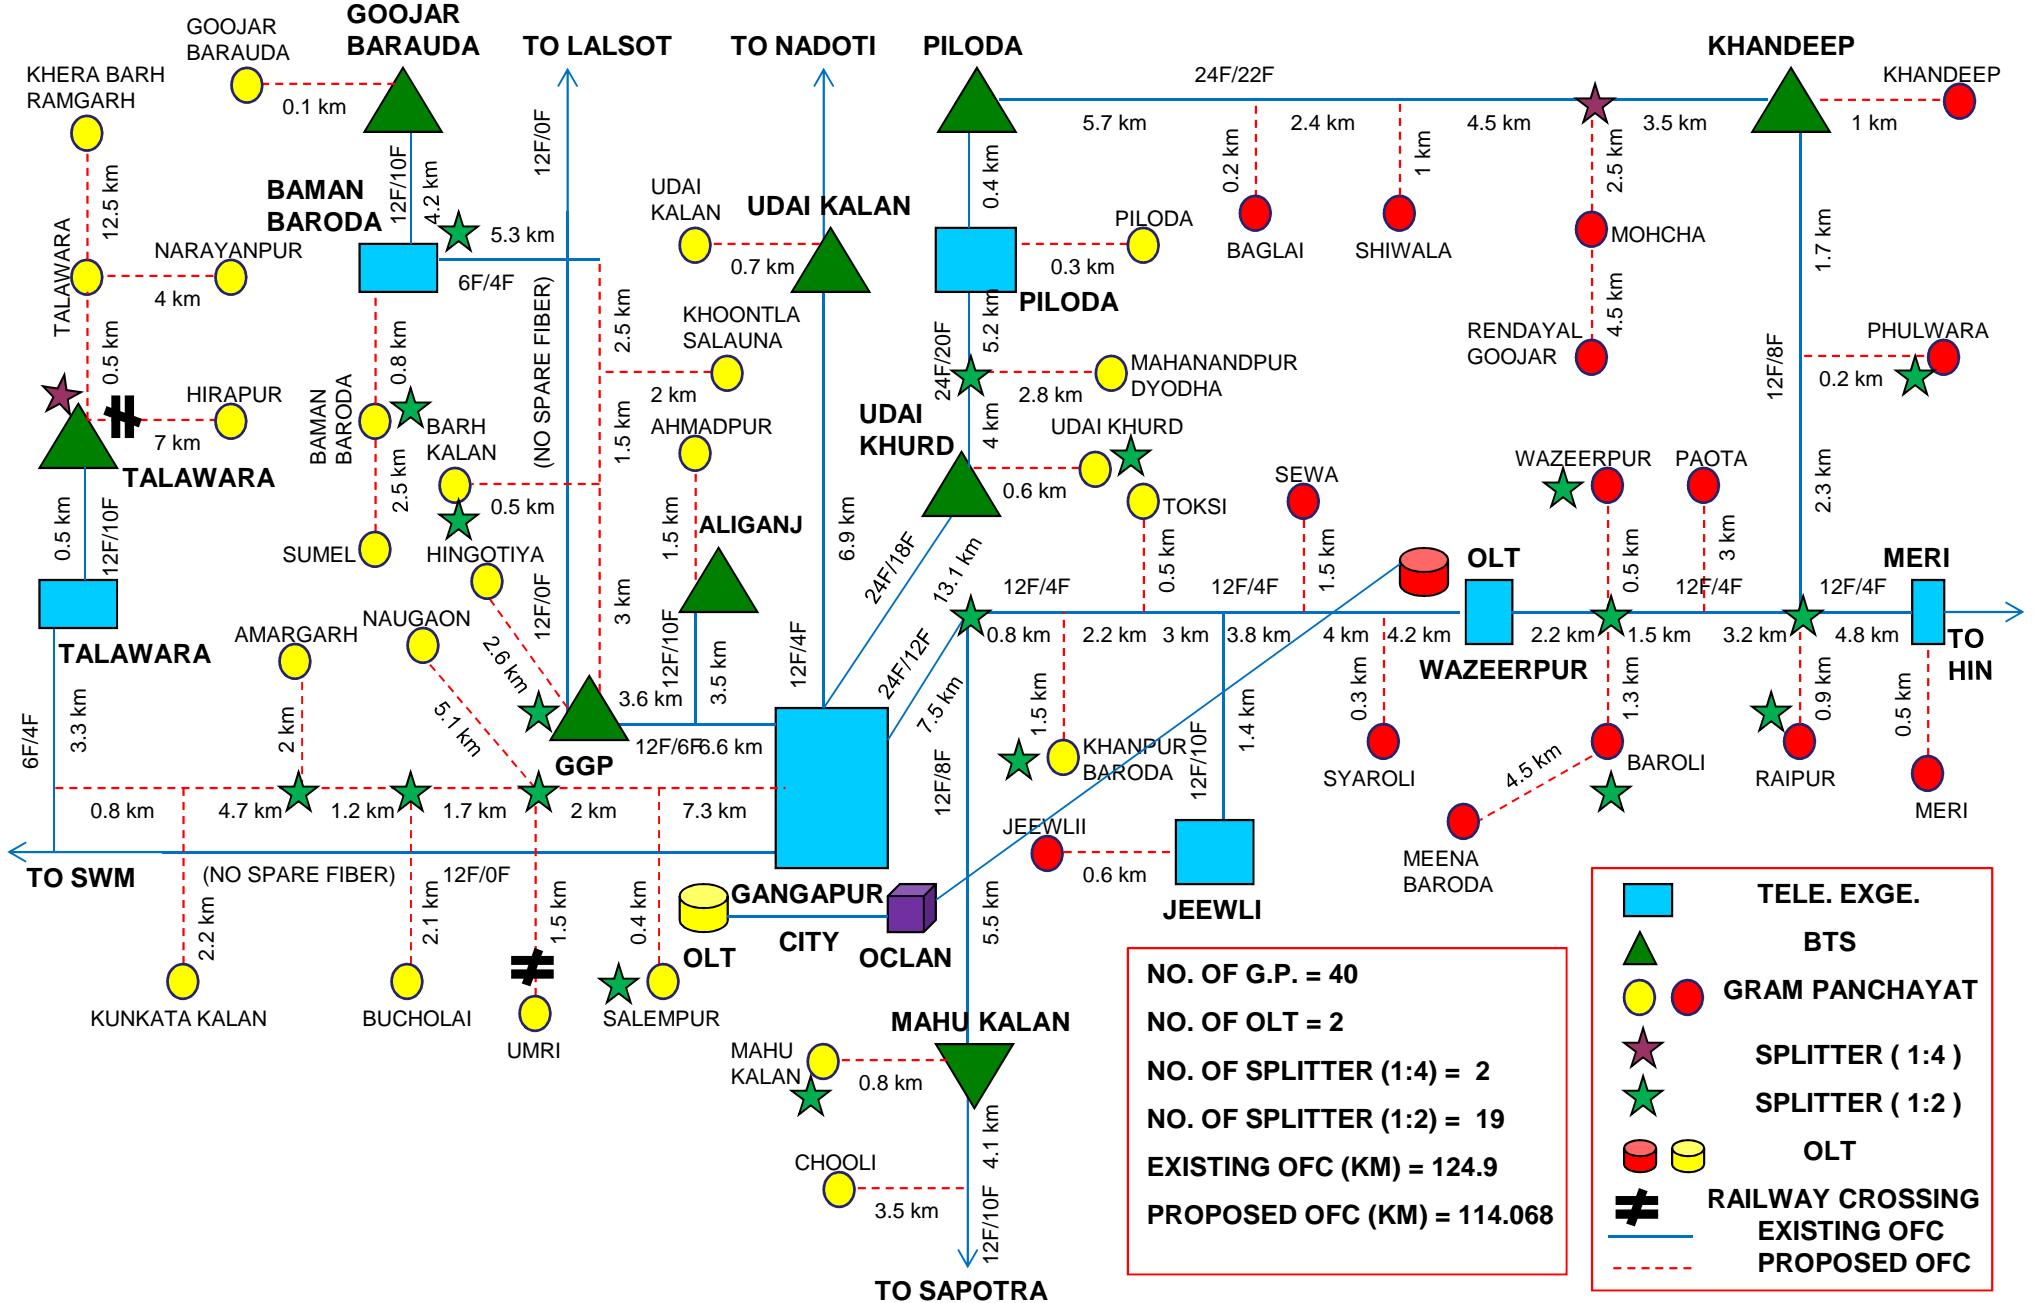 GOOJAR
BARAUDA
GOOJAR
BARAUDA
TO LALSOT
TO NADOTI
PILODA
KHANDEEP
KHERA BARH
RAMGARH
0.1 km
24F/22F
KHANDEEP
5.7 km
2.4 km
4.5 km
3.5 km
1 km
12F/0F
12F/10F
4.2 km
0.4 km
0.2 km
1 km
2.5 km
12.5 km
BAMAN
BARODA
UDAI
KALAN
UDAI KALAN
PILODA
5.3 km
0.7 km
0.3 km
BAGLAI
SHIWALA
MOHCHA
1.7 km
TALAWARA
NARAYANPUR
4 km
6F/4F
PILODA
(NO SPARE FIBER)
2.5 km
KHOONTLA
SALAUNA
2 km
24F/20F
5.2 km
MAHANANDPUR
DYODHA
2.8 km
RENDAYAL
GOOJAR
4.5 km
12F/8F
PHULWARA
0.2 km
0.5 km
HIRAPUR
7 km
0.8 km
BAMAN
BARODA
BARH
KALAN
0.5 km
1.5 km
AHMADPUR
UDAI
KHURD
4 km
UDAI KHURD
0.6 km
TOKSI
SEWA
WAZEERPUR
PAOTA
2.3 km
TALAWARA
0.5 km
12F/10F
2.5 km
SUMEL
HINGOTIYA
1.5 km
ALIGANJ
6.9 km
24F/18F
13.1 km
0.5 km
1.5 km
OLT
0.5 km
3 km
MERI
12F/4F
12F/4F
12F/4F
12F/4F
TALAWARA
AMARGARH
NAUGAON
2.6 km
12F/0F
3 km
12F/10F
3.5 km
12F/4F
24F/12F
7.5 km
0.8 km
2.2 km
3 km
3.8 km
4 km
4.2 km
WAZEERPUR
2.2 km
1.5 km
3.2 km
4.8 km
TO
HIN
6F/4F
3.3 km
2 km
5.1 km
3.6 km
GGP
12F/6F
6.6 km
12F/8F
1.5 km
KHANPUR
BARODA
12F/10F
1.4 km
0.3 km
SYAROLI
1.3 km
BAROLI
4.5 km
0.9 km
RAIPUR
0.5 km
MERI
0.8 km
4.7 km
1.2 km
1.7 km
2 km
7.3 km
JEEWLII
0.6 km
MEENA
BARODA
TO SWM
(NO SPARE FIBER)
12F/0F
GANGAPUR
CITY
OLT
OCLAN
JEEWLI
2.2 km
2.1 km
1.5 km
0.4 km
5.5 km
KUNKATA KALAN
BUCHOLAI
UMRI
SALEMPUR
MAHU KALAN
MAHU
KALAN
0.8 km
4.1 km
CHOOLI
3.5 km
12F/10F
TO SAPOTRA
NO. OF G.P. = 40
NO. OF OLT = 2
NO. OF SPLITTER (1:4) = 2
NO. OF SPLITTER (1:2) = 19
EXISTING OFC (KM) = 124.9
PROPOSED OFC (KM) = 114.068
TELE. EXGE.
BTS
GRAM PANCHAYAT
SPLITTER ( 1:4 )
SPLITTER ( 1:2 )
OLT
RAILWAY CROSSING
EXISTING OFC
PROPOSED OFC